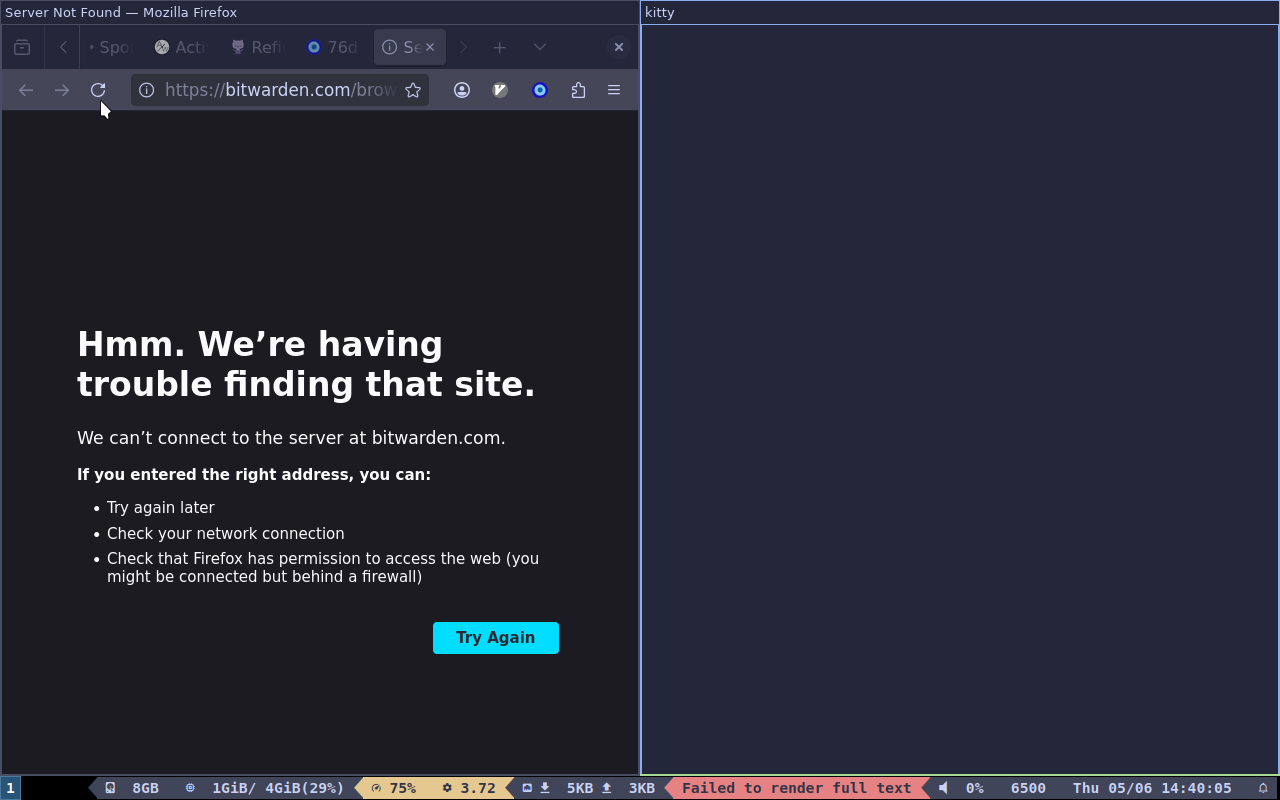 Server Not Found — Mozilla Firefox
kitty
Spo
Acti
Refi
76d
Se
https://bitwarden.com/brow
Hmm. We’re having
trouble finding that site.
We can’t connect to the server at bitwarden.com.
If you entered the right address, you can:
• Try again later
• Check your network connection
• Check that Firefox has permission to access the web (you
might be connected but behind a firewall)
Try Again
1 8GB 1GiB/ 4GiB(29%) 75% 3.72 5KB 3KB Failed to render full text 0% 6500 Thu 05/06 14:40:05